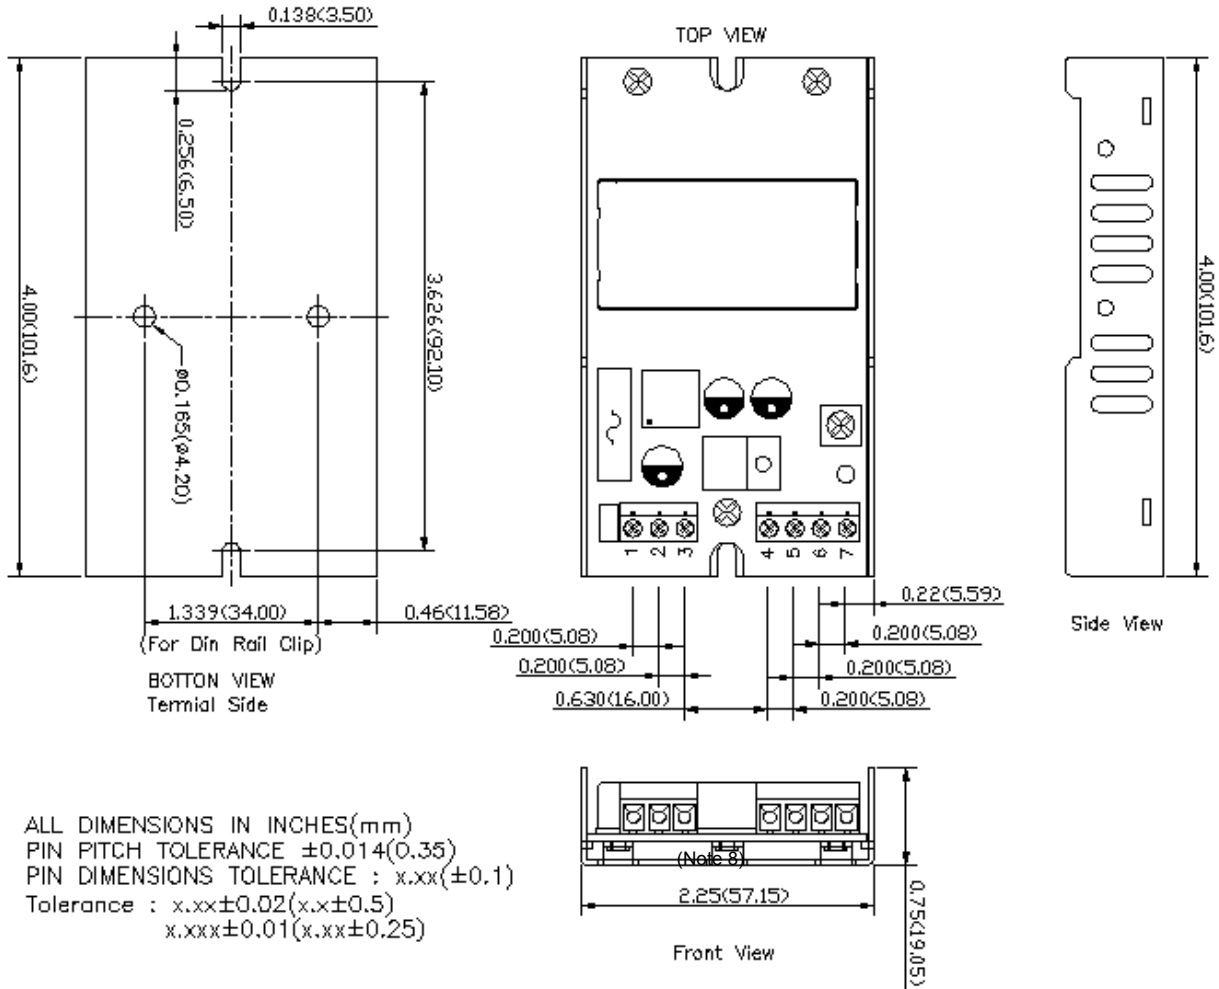 0.138(3.50)
0.256(6.50)
4.00(101.6)
3.626(92.10)
ø0.165(ø4.20)
1.339(34.00)
0.46(11.58)
(For Din Rail Clip)
BOTTON VIEW
Termial Side
TOP VIEW
1 2 3 4 5 6 7
0.22(5.59)
0.200(5.08)
0.200(5.08)
0.200(5.08)
0.200(5.08)
0.630(16.00)
0.200(5.08)
4.00(101.6)
Side View
(Note 8)
2.25(57.15)
0.75(19.05)
Front View
ALL DIMENSIONS IN INCHES(mm)
PIN PITCH TOLERANCE ±0.014(0.35)
PIN DIMENSIONS TOLERANCE : x.xx(±0.1)
Tolerance : x.xx±0.02(x.x±0.5)
x.xxx±0.01(x.xx±0.25)